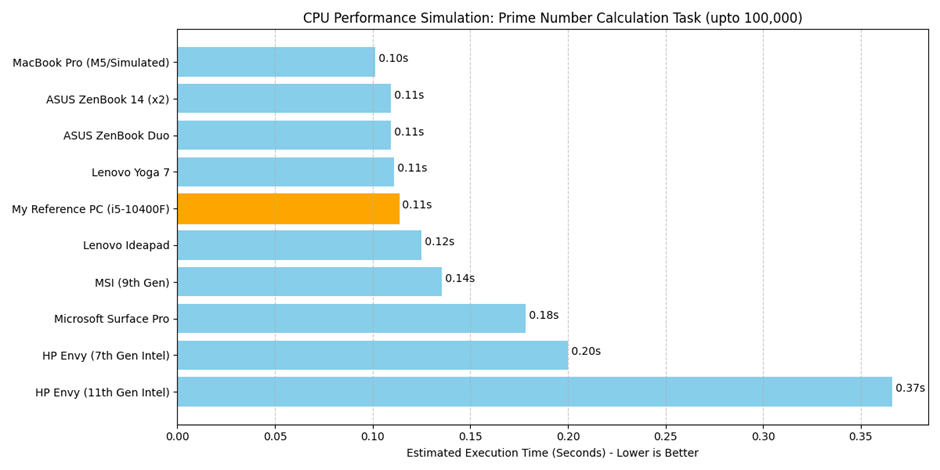 CPU Performance Simulation: Prime Number Calculation Task (upto 100,000)
MacBook Pro (M5/Simulated) 0.10s
ASUS ZenBook 14 (x2) 0.11s
ASUS ZenBook Duo 0.11s
Lenovo Yoga 7 0.11s
My Reference PC (i5-10400F) 0.11s
Lenovo Ideapad 0.12s
MSI (9th Gen) 0.14s
Microsoft Surface Pro 0.18s
HP Envy (7th Gen Intel) 0.20s
HP Envy (11th Gen Intel) 0.37s
0.00 0.05 0.10 0.15 0.20 0.25 0.30 0.35
Estimated Execution Time (Seconds) - Lower is Better